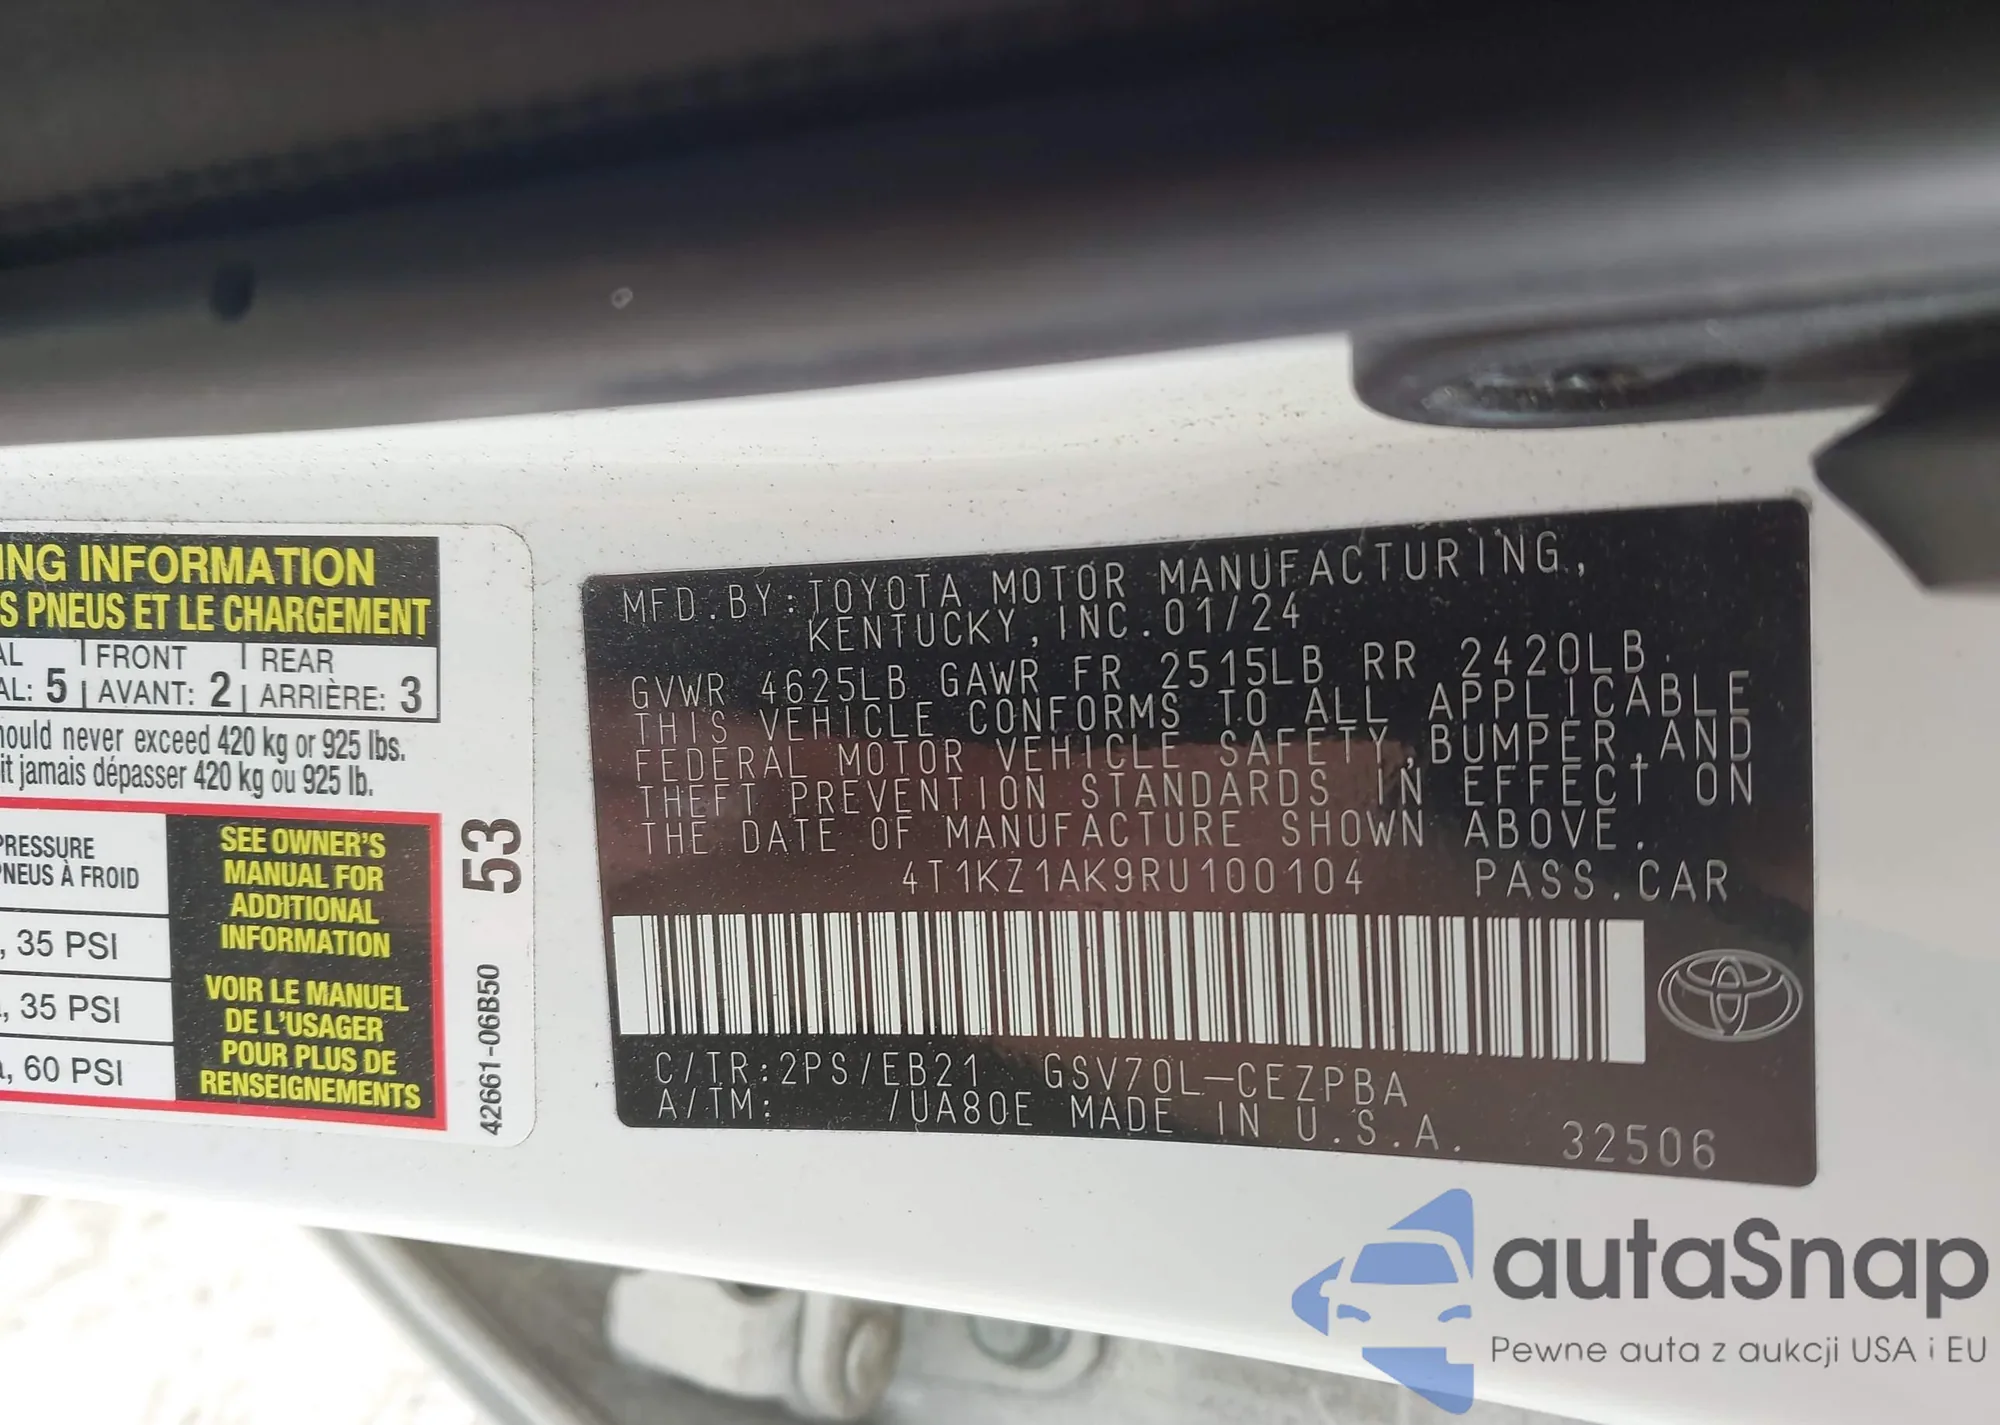 ING INFORMATION
S PNEUS ET LE CHARGEMENT
AL FRONT REAR
AL: 5 AVANT: 2 ARRIÈRE: 3
hould never exceed 420 kg or 925 lbs.
it jamais dépasser 420 kg ou 925 lb.
PRESSURE
PNEUS À FROID
, 35 PSI
, 35 PSI
, 60 PSI
SEE OWNER'S
MANUAL FOR
ADDITIONAL
INFORMATION
VOIR LE MANUEL
DE L'USAGER
POUR PLUS DE
RENSEIGNEMENTS
53
42661-06B50
MFD.BY:TOYOTA MOTOR MANUFACTURING,
KENTUCKY,INC.01/24
GVWR 4625LB GAWR FR 2515LB RR 2420LB
THIS VEHICLE CONFORMS TO ALL APPLICABLE
FEDERAL MOTOR VEHICLE SAFETY,BUMPER,AND
THEFT PREVENTION STANDARDS IN EFFECT ON
THE DATE OF MANUFACTURE SHOWN ABOVE.
4T1KZ1AK9RU100104 PASS.CAR
C/TR:2PS/EB21 GSV70L-CEZPBA
A/TM: /UA80E MADE IN U.S.A. 32506
autaSnap
Pewne auta z aukcji USA i EU